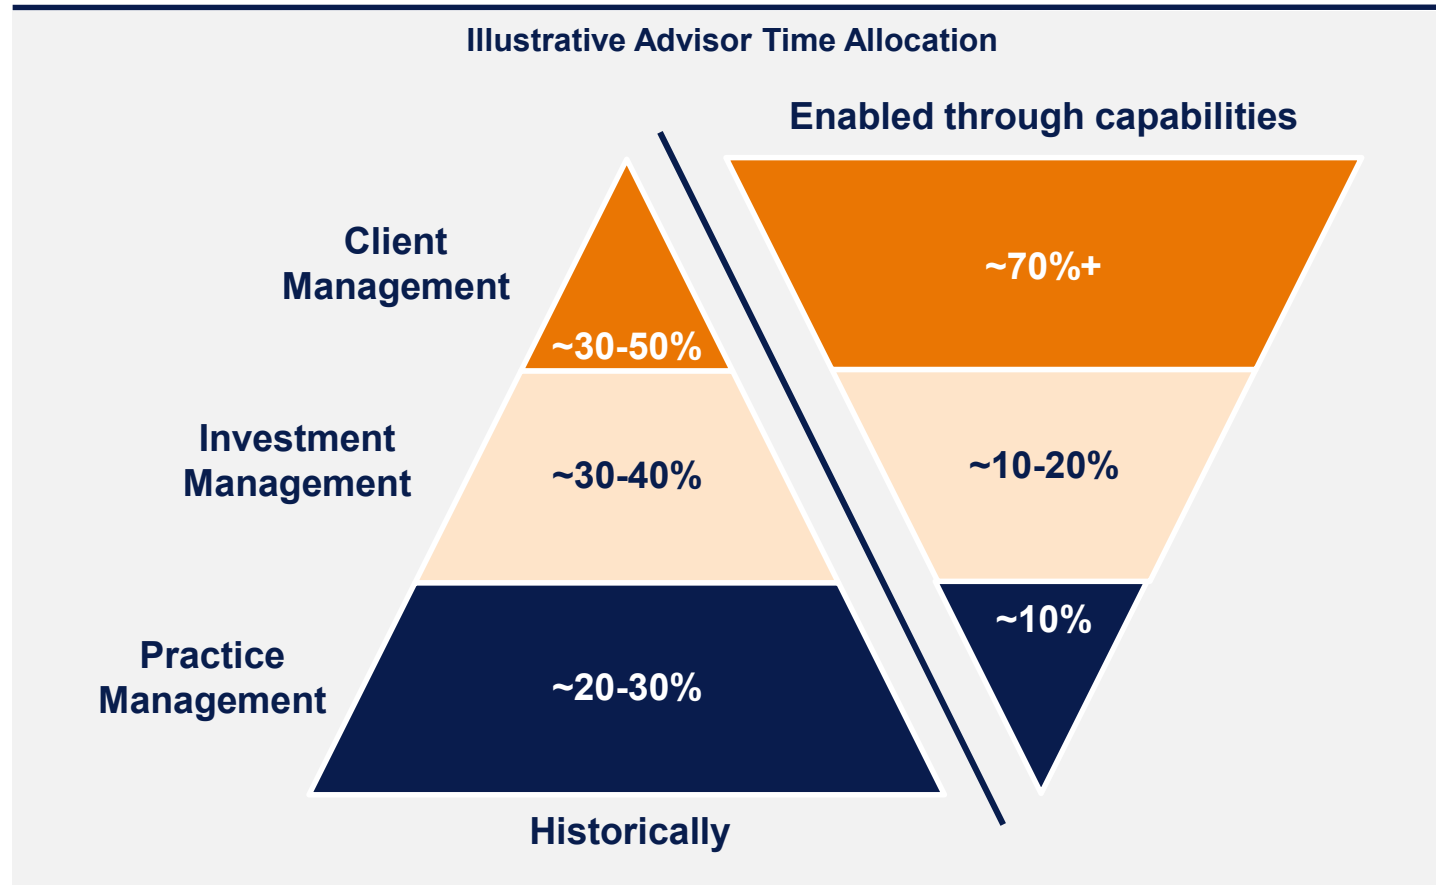 Illustrative Advisor Time Allocation
Enabled through capabilities
Client
Management
~30-50%
~70%+
Investment
Management
~30-40%
~10-20%
Practice
Management
~20-30%
~10%
Historically